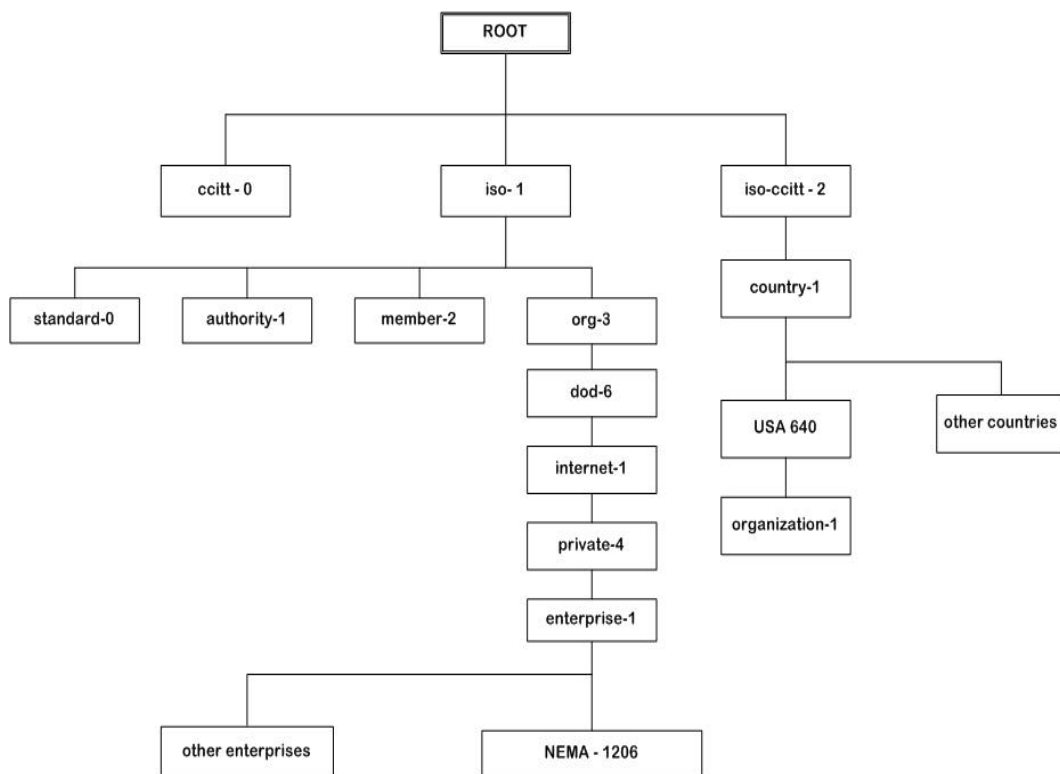 ROOT
ccitt - 0
iso- 1
iso-ccitt - 2
country-1
standard-0
authority-1
member-2
org-3
dod-6
USA 640
other countries
internet-1
organization-1
private-4
enterprise-1
other enterprises
NEMA - 1206